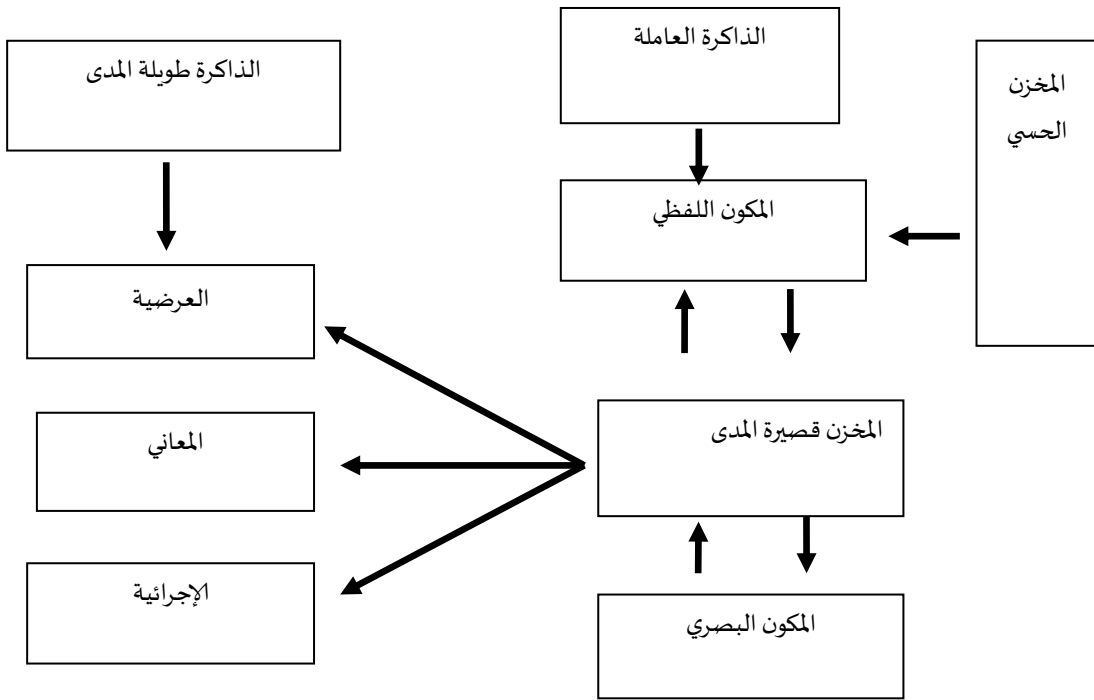 الذاكرة العاملة
الذاكرة طويلة المدى
المخزن
الحسي
المكون اللفظي
العرضية
المخزن قصيرة المدى
المعاني
الإجرائية
المكون البصري